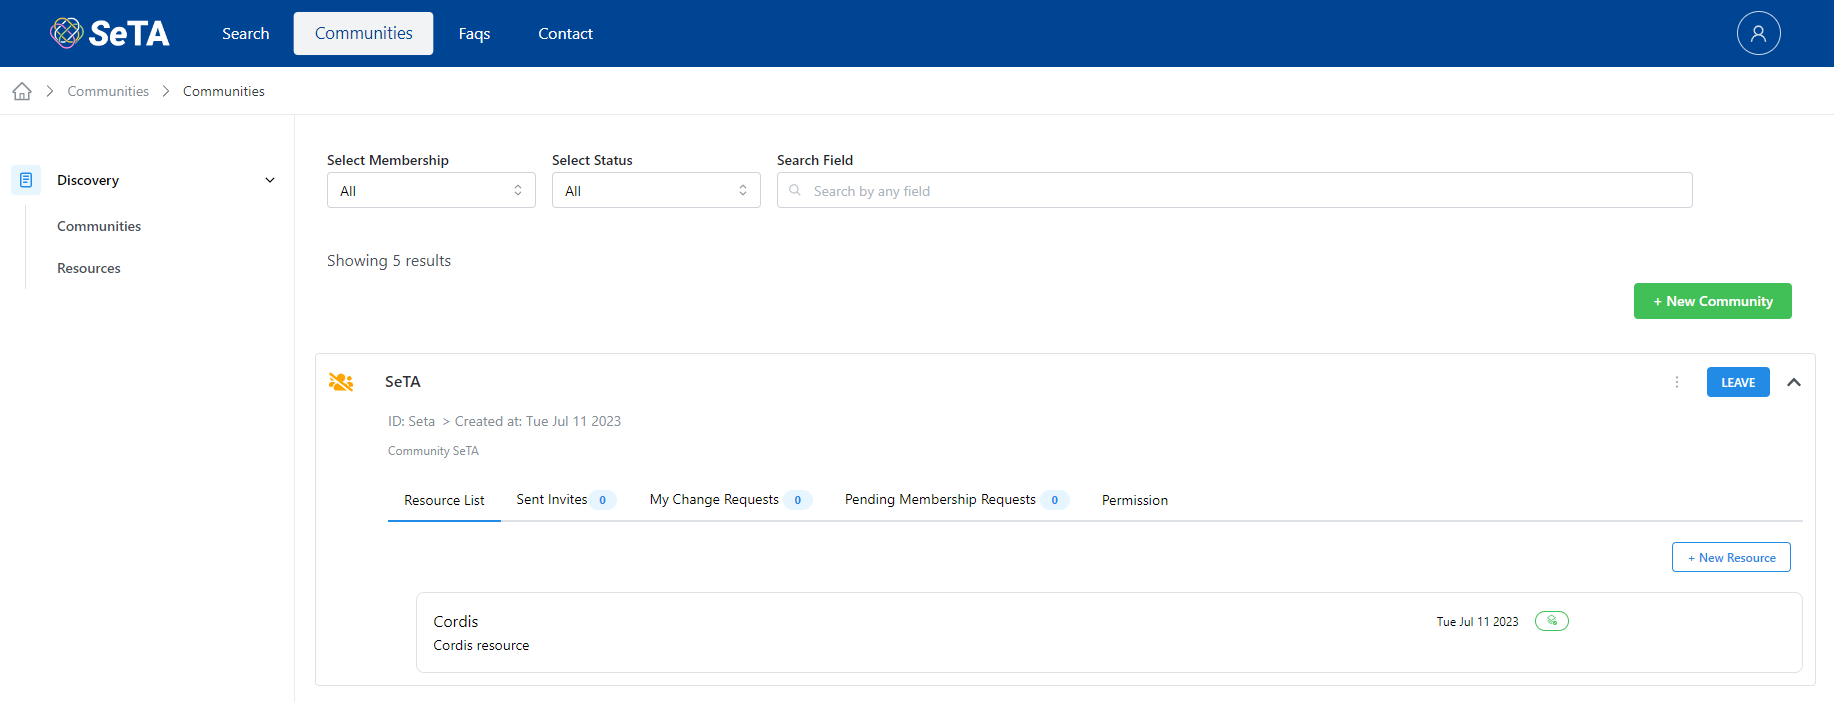 SeTA Search Communities Faqs Contact
Communities > Communities
Discovery
Communities
Resources
Select Membership Select Status Search Field
All All Search by any field
Showing 5 results
+ New Community
SeTA LEAVE
ID: Seta > Created at: Tue Jul 11 2023
Community SeTA
Resource List Sent Invites 0 My Change Requests 0 Pending Membership Requests 0 Permission
+ New Resource
Cordis Tue Jul 11 2023
Cordis resource